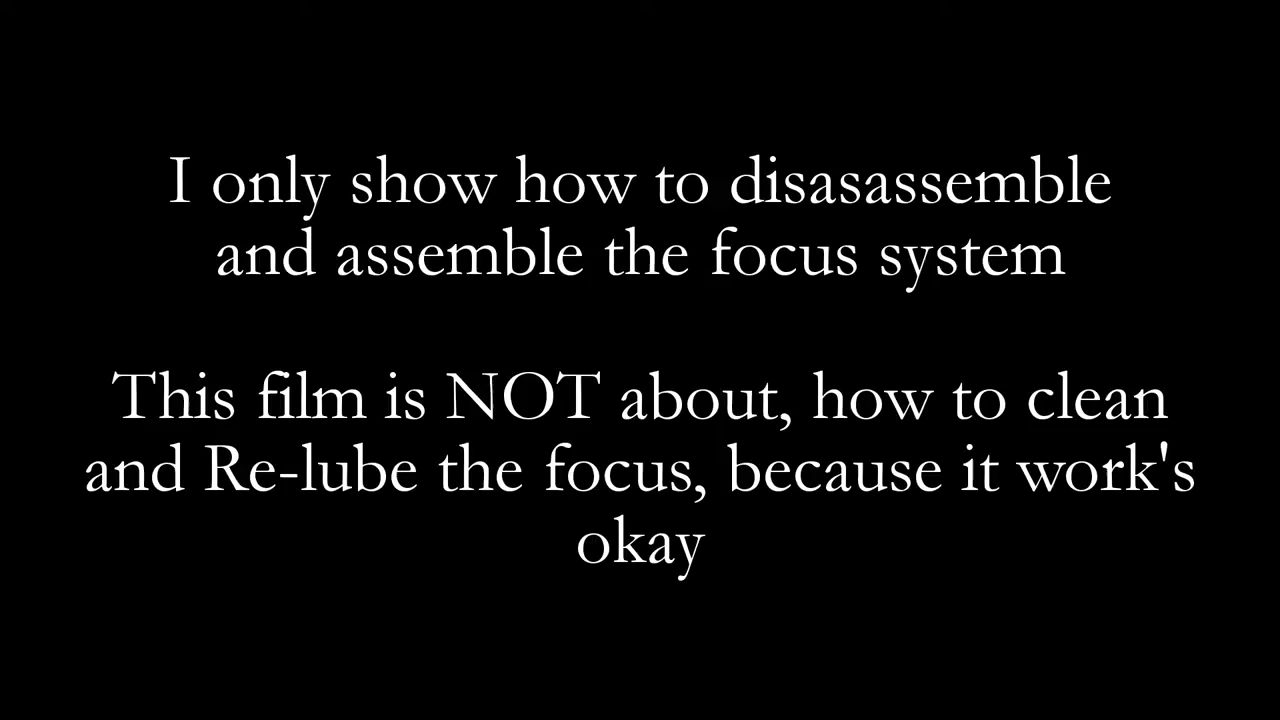 I only show how to disasassemble
and assemble the focus system
This film is NOT about, how to clean
and Re-lube the focus, because it work's
okay